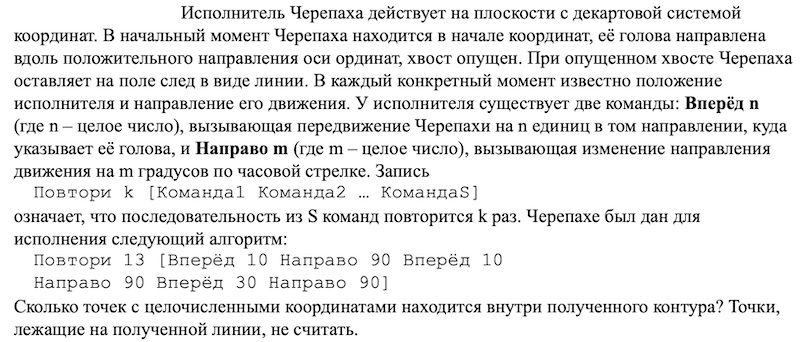 Исполнитель Черепаха действует на плоскости с декартовой системой
координат. В начальный момент Черепаха находится в начале координат, её голова направлена
вдоль положительного направления оси ординат, хвост опущен. При опущенном хвосте Черепаха
оставляет на поле след в виде линии. В каждый конкретный момент известно положение
исполнителя и направление его движения. У исполнителя существует две команды: Вперёд n
(где n – целое число), вызывающая передвижение Черепахи на n единиц в том направлении, куда
указывает её голова, и Направо m (где m – целое число), вызывающая изменение направления
движения на m градусов по часовой стрелке. Запись
Повтори k [Команда1 Команда2 … КомандаS]
означает, что последовательность из S команд повторится k раз. Черепахе был дан для
исполнения следующий алгоритм:
Повтори 13 [Вперёд 10 Направо 90 Вперёд 10
Направо 90 Вперёд 30 Направо 90]
Сколько точек с целочисленными координатами находится внутри полученного контура? Точки,
лежащие на полученной линии, не считать.